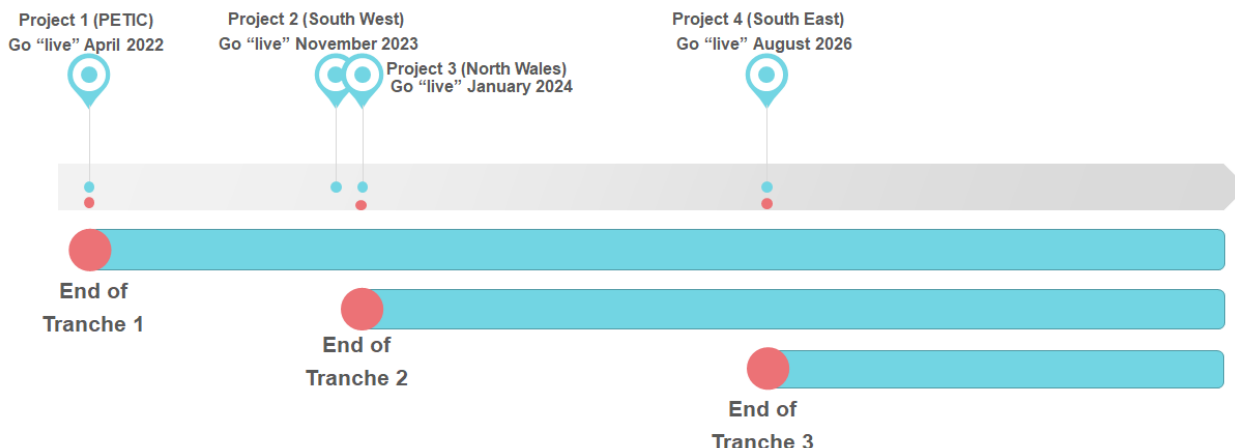 Project 1 (PETIC)
Go “live” April 2022
Project 2 (South West)
Go “live” November 2023
Project 3 (North Wales)
Go “live” January 2024
Project 4 (South East)
Go “live” August 2026
End of
Tranche 1
End of
Tranche 2
End of
Tranche 3